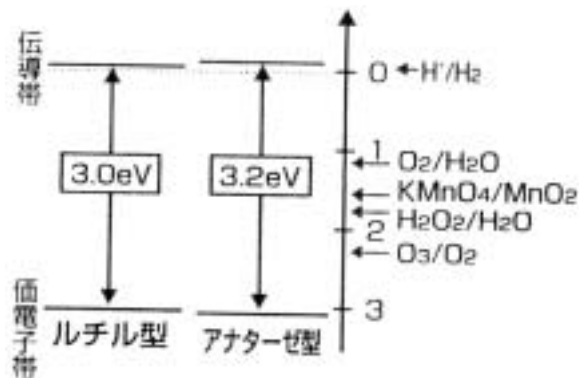 伝導帯
3.0eV
3.2eV
価電子帯
ルチル型
アナターゼ型
0
1
2
3
H⁺/H2
O2/H2O
KMnO4/MnO2
H2O2/H2O
O3/O2